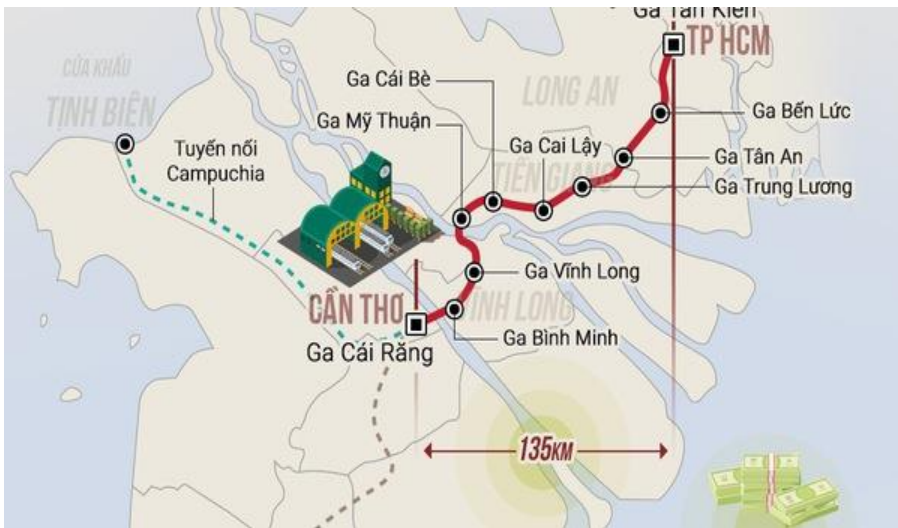 Ga Tân Kiên
TP HCM
CỬA KHẨU
TỊNH BIÊN
Ga Cái Bè
LONG AN
Ga Bến Lức
Ga Mỹ Thuận
Ga Cai Lậy
Ga Tân An
Tuyến nối
Campuchia
TIỀN GIANG
Ga Trung Lương
Ga Vĩnh Long
CẦN THƠ
VĨNH LONG
Ga Bình Minh
Ga Cái Răng
135KM